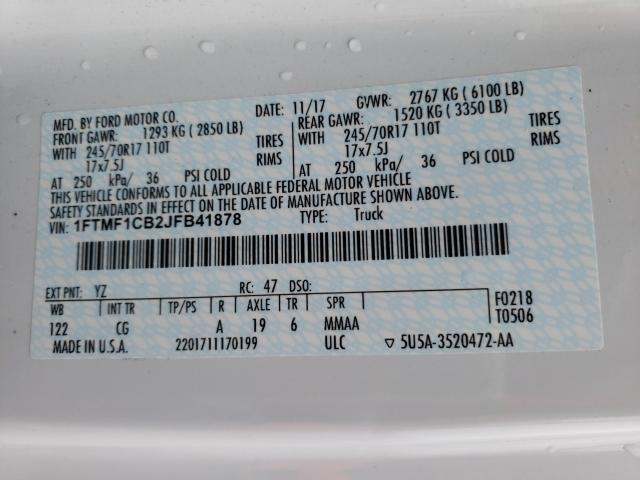 MFD. BY FORD MOTOR CO. DATE: 11/17 GVWR: 2767 KG ( 6100 LB)
FRONT GAWR: 1293 KG ( 2850 LB) REAR GAWR: 1520 KG ( 3350 LB)
WITH 245/70R17 110T TIRES WITH 245/70R17 110T TIRES
17x7.5J RIMS 17x7.5J RIMS
AT 250 kPa/ 36 PSI COLD AT 250 kPa/ 36 PSI COLD
THIS VEHICLE CONFORMS TO ALL APPLICABLE FEDERAL MOTOR VEHICLE
SAFETY STANDARDS IN EFFECT ON THE DATE OF MANUFACTURE SHOWN ABOVE.
VIN: 1FTMF1CB2JFB41878 TYPE: Truck
EXT PNT: YZ RC: 47 DSO:
WB INT TR TP/PS R AXLE TR SPR F0218
122 CG A 19 6 MMAA T0506
MADE IN U.S.A. 2201711170199 ULC ▽ 5U5A-3520472-AA